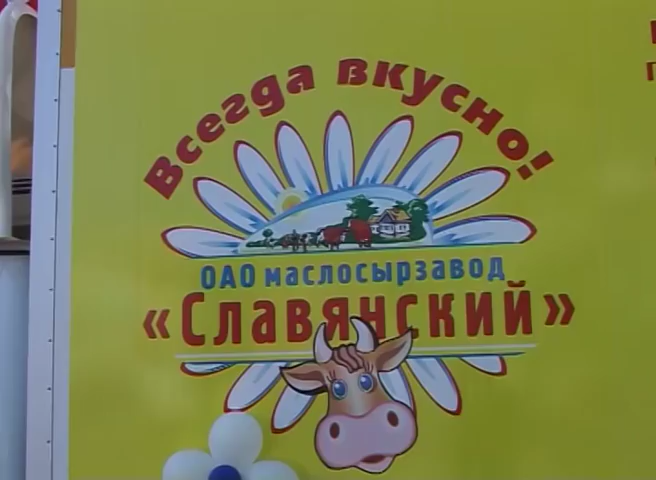 Всегда вкусно!
ОАО маслосырзавод
«Славянский»